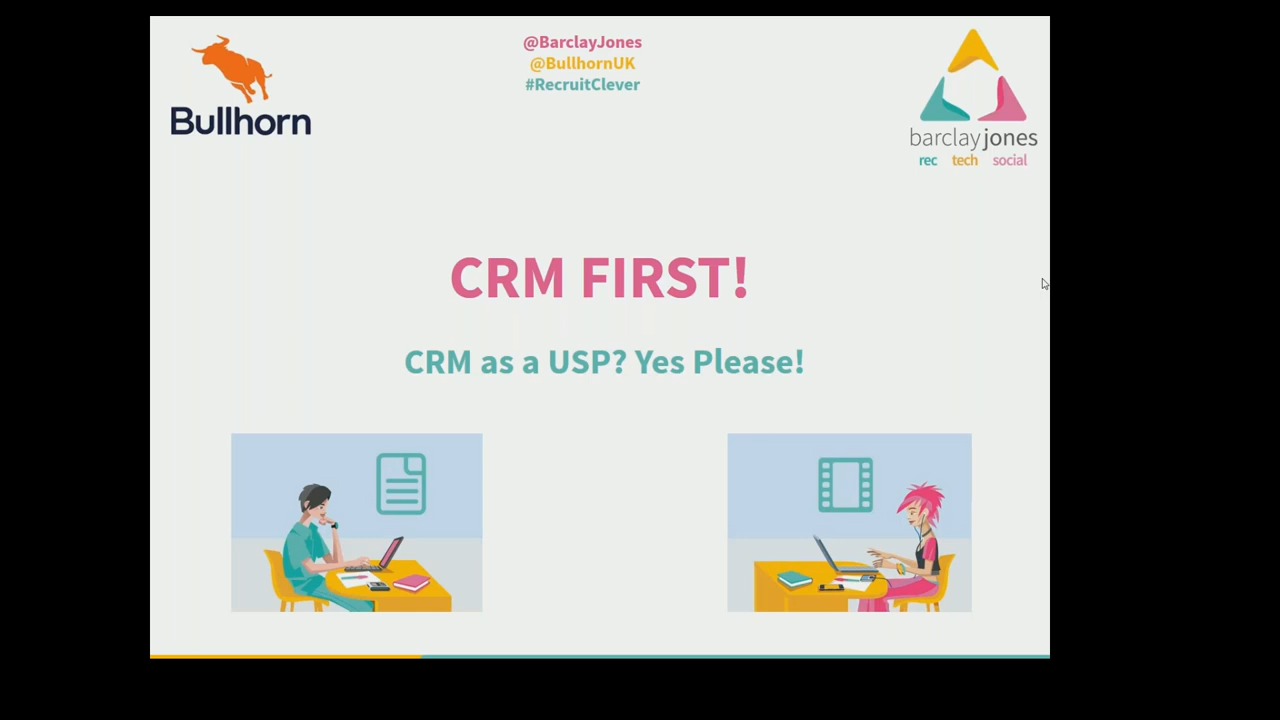 Bullhorn
@BarclayJones
@BullhornUK
#RecruitClever
barclayjones
rec tech social
CRM FIRST!
CRM as a USP? Yes Please!